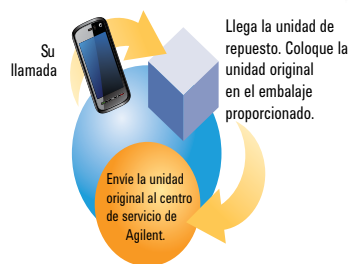 Su
llamada
Llega la unidad de
repuesto. Coloque la
unidad original
en el embalaje
proporcionado.
Envíe la unidad
original al centro
de servicio de
Agilent.